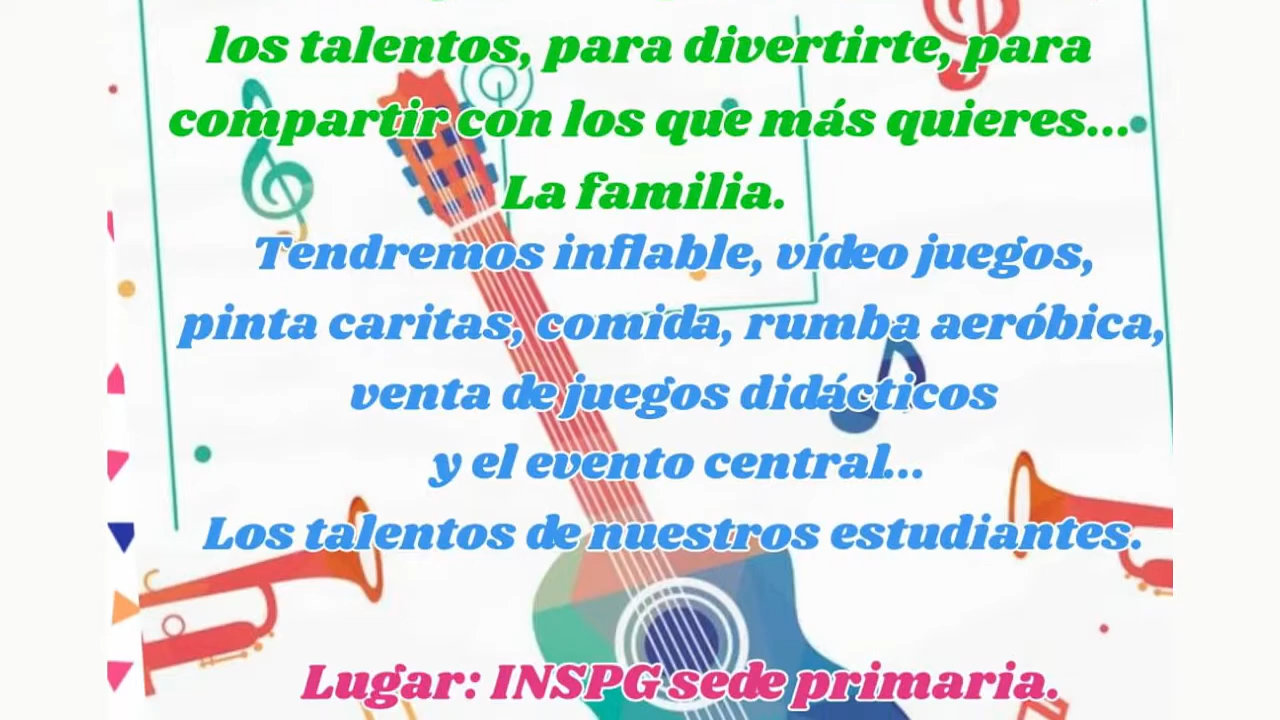 los talentos, para divertirte, para
compartir con los que más quieres...
La familia.
Tendremos inflable, vídeo juegos,
pinta caritas, comida, rumba aeróbica,
venta de juegos didácticos
y el evento central...
Los talentos de nuestros estudiantes.
Lugar: INSPG sede primaria.